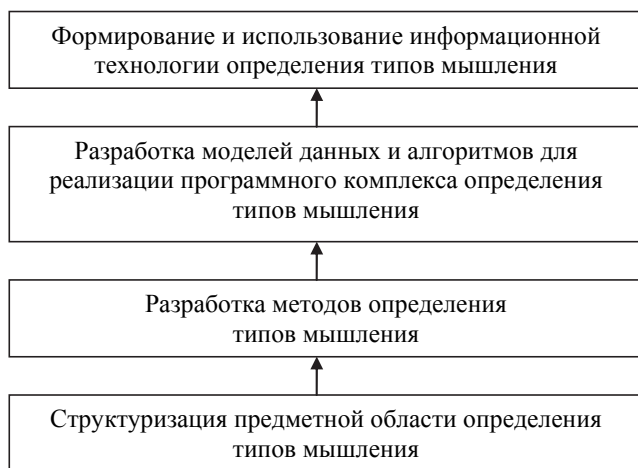 Формирование и использование информационной
технологии определения типов мышления
Разработка моделей данных и алгоритмов для
реализации программного комплекса определения
типов мышления
Разработка методов определения
типов мышления
Структуризация предметной области определения
типов мышления